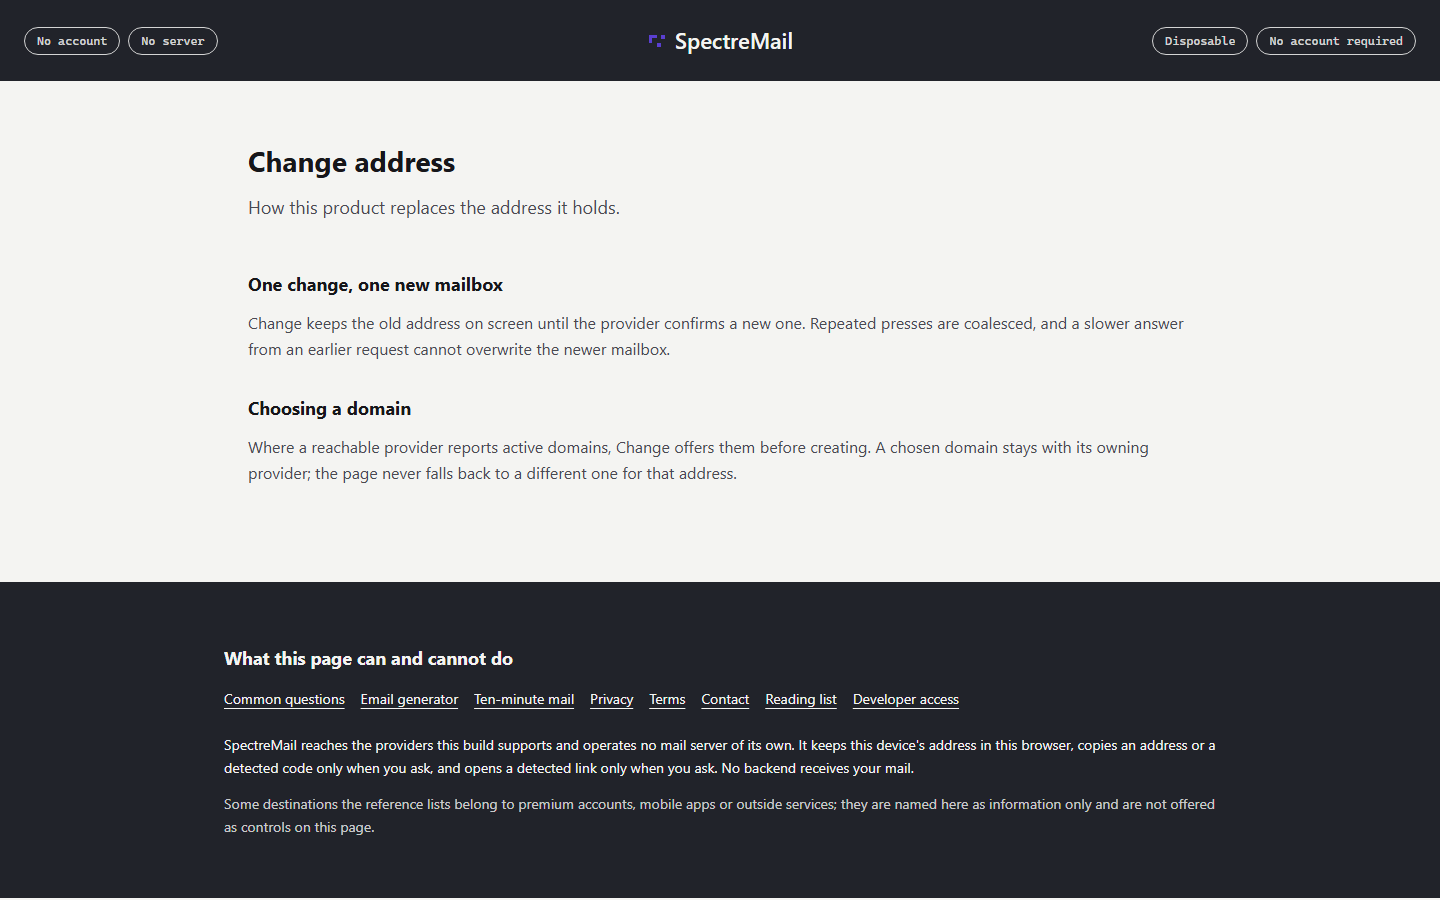 No account
No server
SpectreMail
Disposable
No account required
Change address
How this product replaces the address it holds.
One change, one new mailbox
Change keeps the old address on screen until the provider confirms a new one. Repeated presses are coalesced, and a slower answer
from an earlier request cannot overwrite the newer mailbox.
Choosing a domain
Where a reachable provider reports active domains, Change offers them before creating. A chosen domain stays with its owning
provider; the page never falls back to a different one for that address.
What this page can and cannot do
Common questions Email generator Ten-minute mail Privacy Terms Contact Reading list Developer access
SpectreMail reaches the providers this build supports and operates no mail server of its own. It keeps this device's address in this browser, copies an address or a
detected code only when you ask, and opens a detected link only when you ask. No backend receives your mail.
Some destinations the reference lists belong to premium accounts, mobile apps or outside services; they are named here as information only and are not offered
as controls on this page.